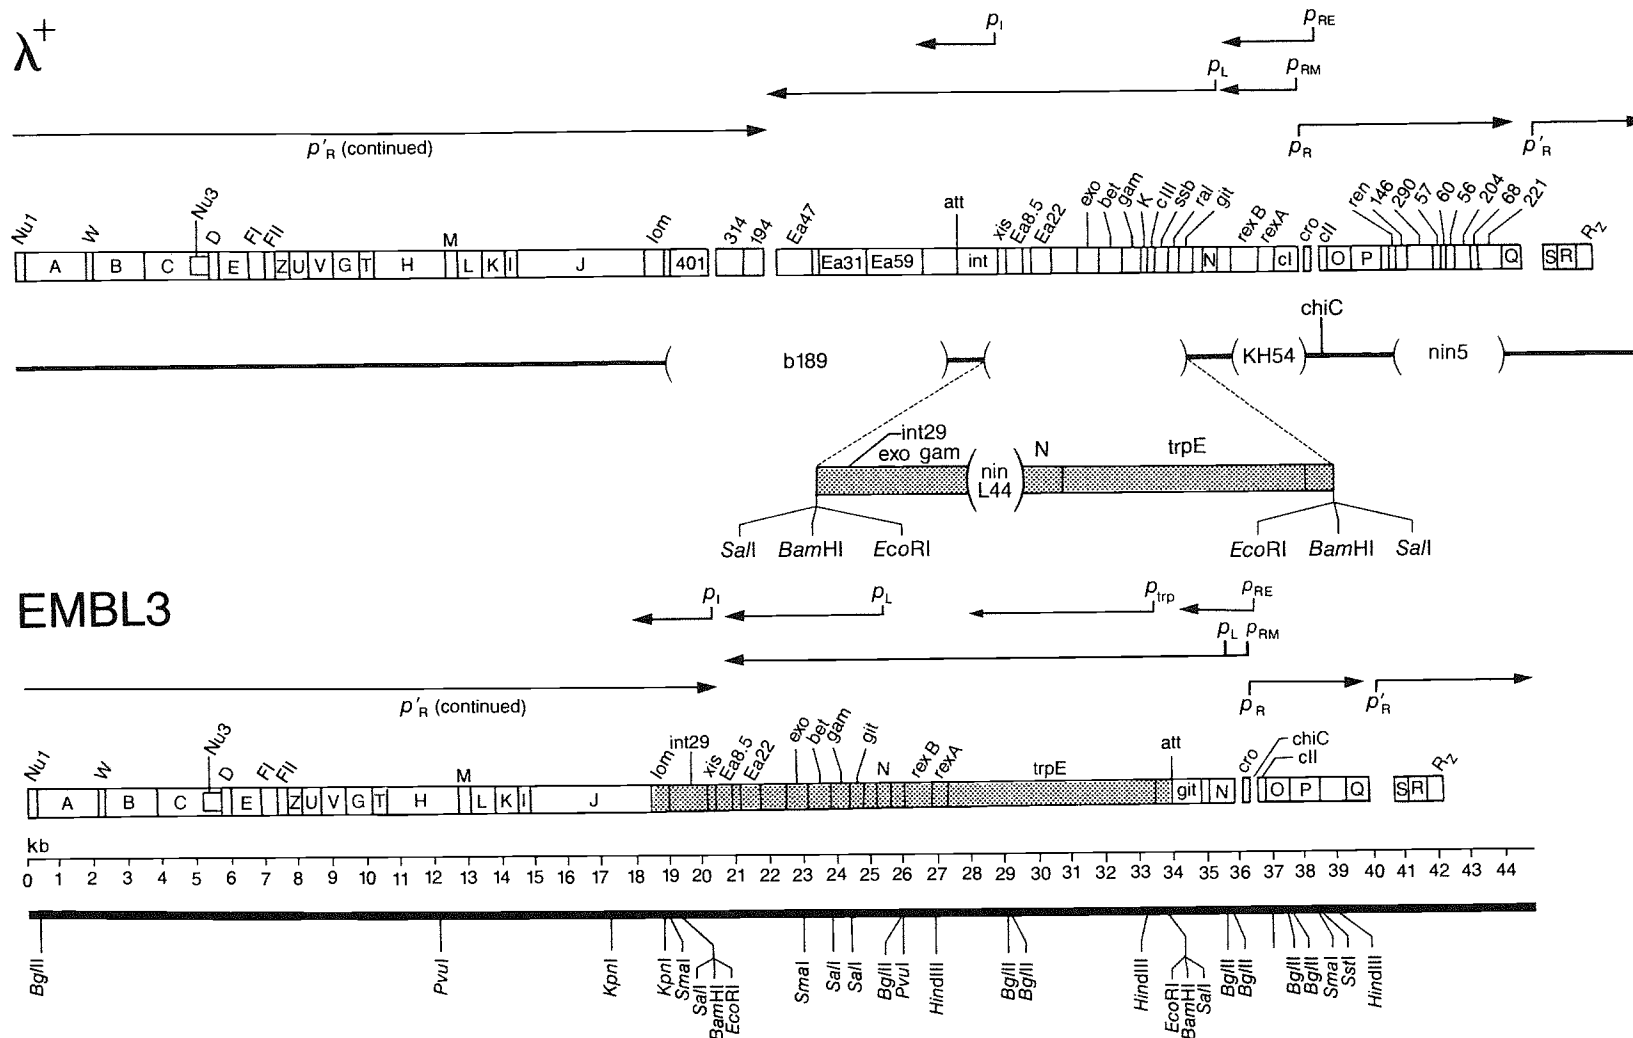 λ+
pI
pRE
pL
pRM
p′R (continued)
pR
p′R
Nu1
W
Nu3
D
FI
FII
M
lom
314
194
Ea47
att
xis
Ea8.5
Ea22
exo
bet
gam
K
cIII
ssb
ral
git
rex B
rexA
cro
cII
ren
146
290
57
60
56
204
68
221
Rz
A B C E Z U V G T H L K I J 401 Ea31 Ea59 int N cI O P Q S R
chiC
b189
KH54
nin5
int29
exo gam
nin L44
N
trpE
SalI BamHI EcoRI
EcoRI BamHI SalI
EMBL3
pI
pL
ptrp
pRE
pL
pRM
p′R (continued)
pR
p′R
Nu1
W
Nu3
D
FI
FII
M
lom
int29
xis
Ea8.5
Ea22
exo
bet
gam
git
N
rex B
rexA
trpE
att
cro
chiC
cII
Rz
A B C E Z U V G T H L K I J git N O P Q S R
kb
0 1 2 3 4 5 6 7 8 9 10 11 12 13 14 15 16 17 18 19 20 21 22 23 24 25 26 27 28 29 30 31 32 33 34 35 36 37 38 39 40 41 42 43 44
BglII
PvuI
KpnI
KpnI
SmaI
SalI
BamHI
EcoRI
SmaI
SalI
SalI
BglII
PvuI
HindIII
BglII
BglII
HindIII
EcoRI
BamHI
SalI
BglII
BglII
BglII
BglII
SmaI
SstI
HindIII